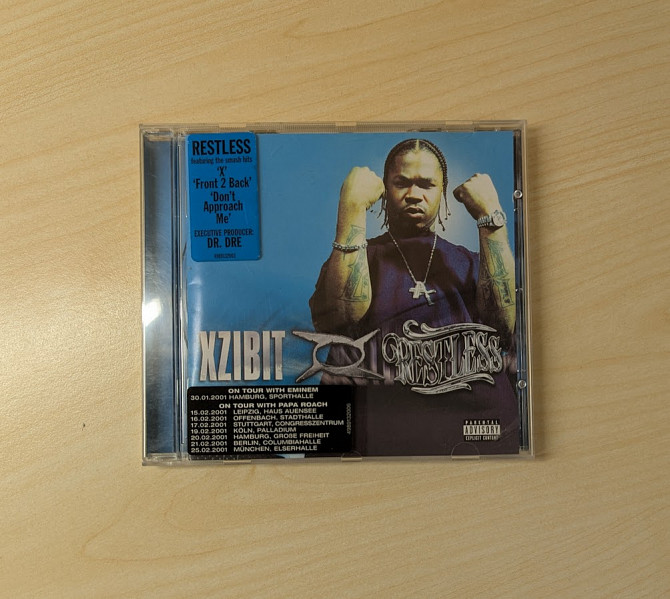 RESTLESS
featuring the smash hits
'X'
'Front 2 Back'
'Don't
Approach
Me'
EXECUTIVE PRODUCER:
DR. DRE
XZIBIT
RESTLESS
ON TOUR WITH EMINEM
30.01.2001 HAMBURG, SPORTHALLE
ON TOUR WITH PAPA ROACH
15.02.2001 LEIPZIG, HAUS AUENSEE
16.02.2001 OFFENBACH, STADTHALLE
17.02.2001 STUTTGART, CONGRESSZENTRUM
19.02.2001 KÖLN, PALLADIUM
20.02.2001 HAMBURG, GROßE FREIHEIT
21.02.2001 BERLIN, COLUMBIAHALLE
25.02.2001 MÜNCHEN, ELSERHALLE
PARENTAL
ADVISORY
EXPLICIT CONTENT